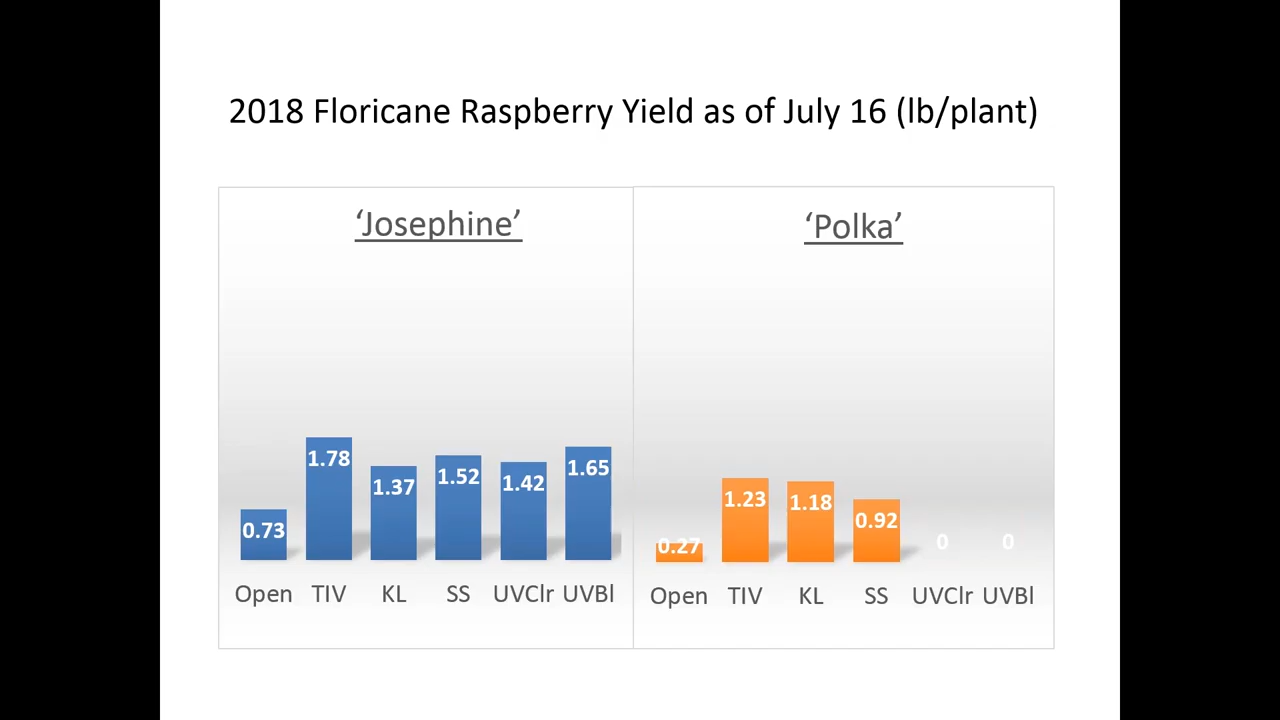 2018 Floricane Raspberry Yield as of July 16 (lb/plant)
‘Josephine’
0.73 1.78 1.37 1.52 1.42 1.65
Open TIV KL SS UVClr UVBl
‘Polka’
0.27 1.23 1.18 0.92 0 0
Open TIV KL SS UVClr UVBl